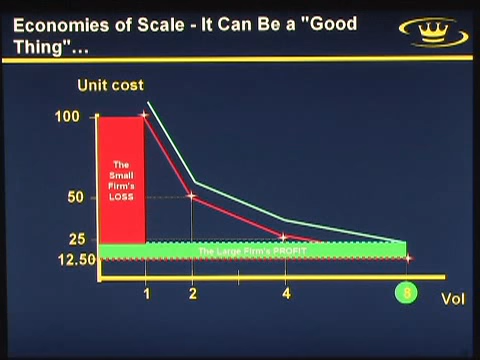 Economies of Scale - It Can Be a "Good
Thing"...
Unit cost
100
The
Small
Firm's
LOSS
50
25
The Large Firm's PROFIT
12.50
1 2 4 8
Vol